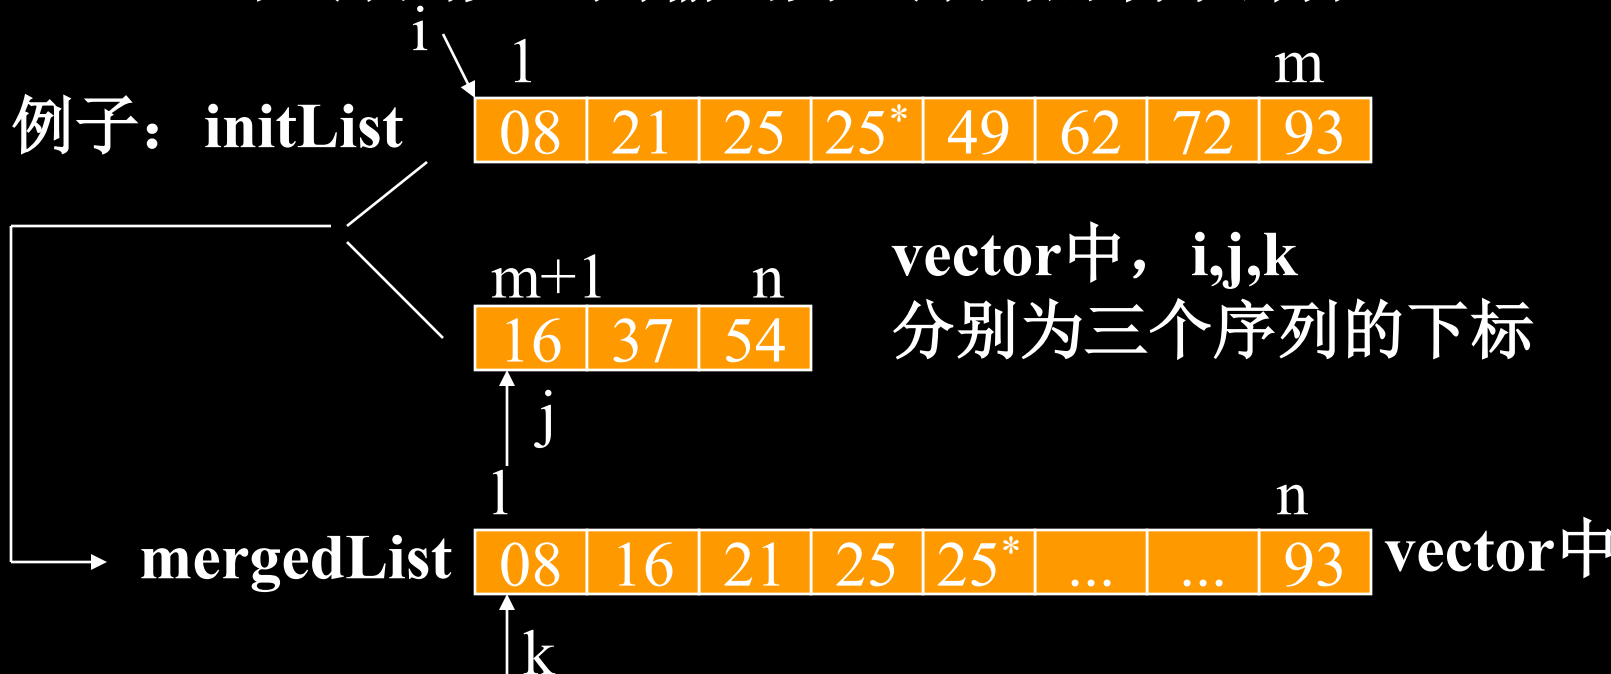 i
l m
例子：initList 08 21 25 25* 49 62 72 93
vector中，i,j,k
m+1 n
分别为三个序列的下标
16 37 54
j
l n
mergedList 08 16 21 25 25* ... ... 93 vector中
k